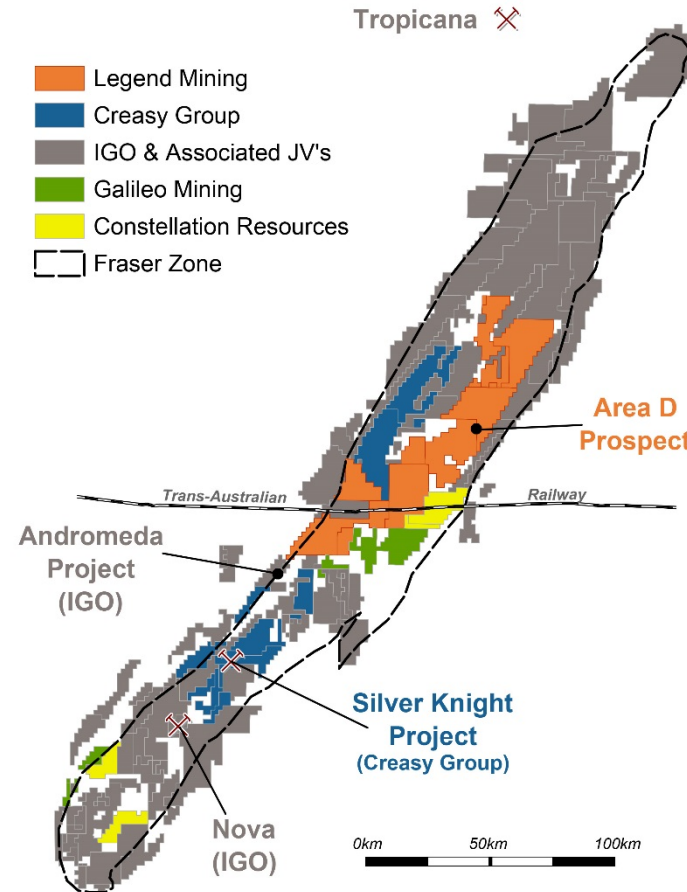 Tropicana
Legend Mining
Creasy Group
IGO & Associated JV's
Galileo Mining
Constellation Resources
Fraser Zone
Area D
Prospect
Trans-Australian Railway
Andromeda
Project
(IGO)
Silver Knight
Project
(Creasy Group)
Nova
(IGO)
0km 50km 100km